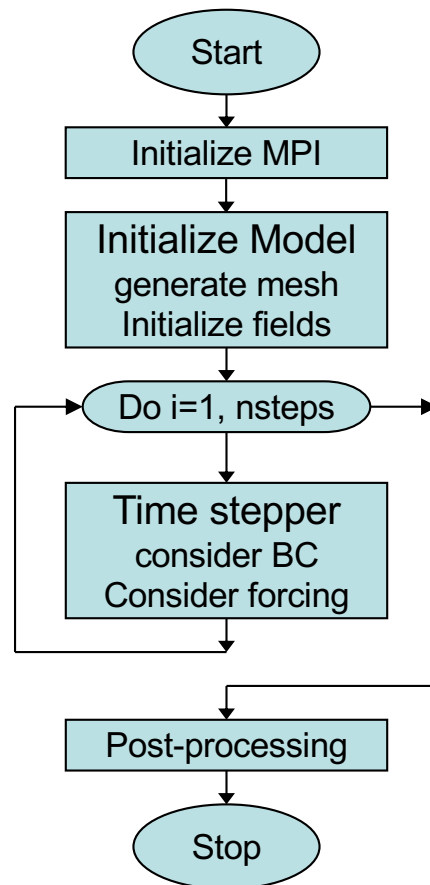 Start
Initialize MPI
Initialize Model
generate mesh
Initialize fields
Do i=1, nsteps
Time stepper
consider BC
Consider forcing
Post-processing
Stop